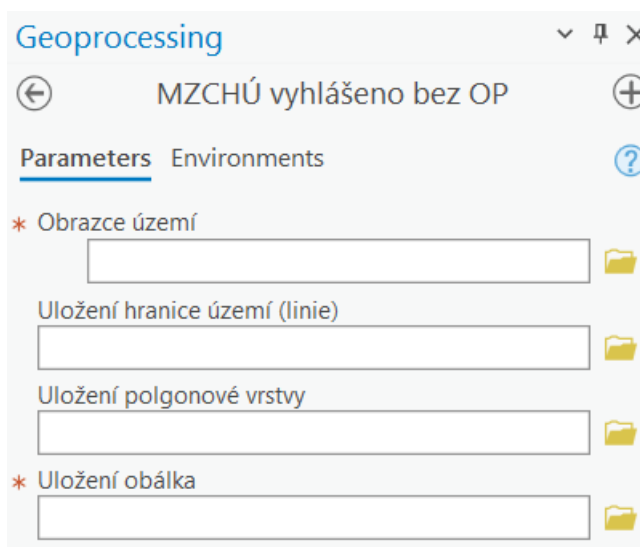 Geoprocessing
MZCHÚ vyhlášeno bez OP
Parameters Environments
* Obrazce území
Uložení hranice území (linie)
Uložení polgonové vrstvy
* Uložení obálka